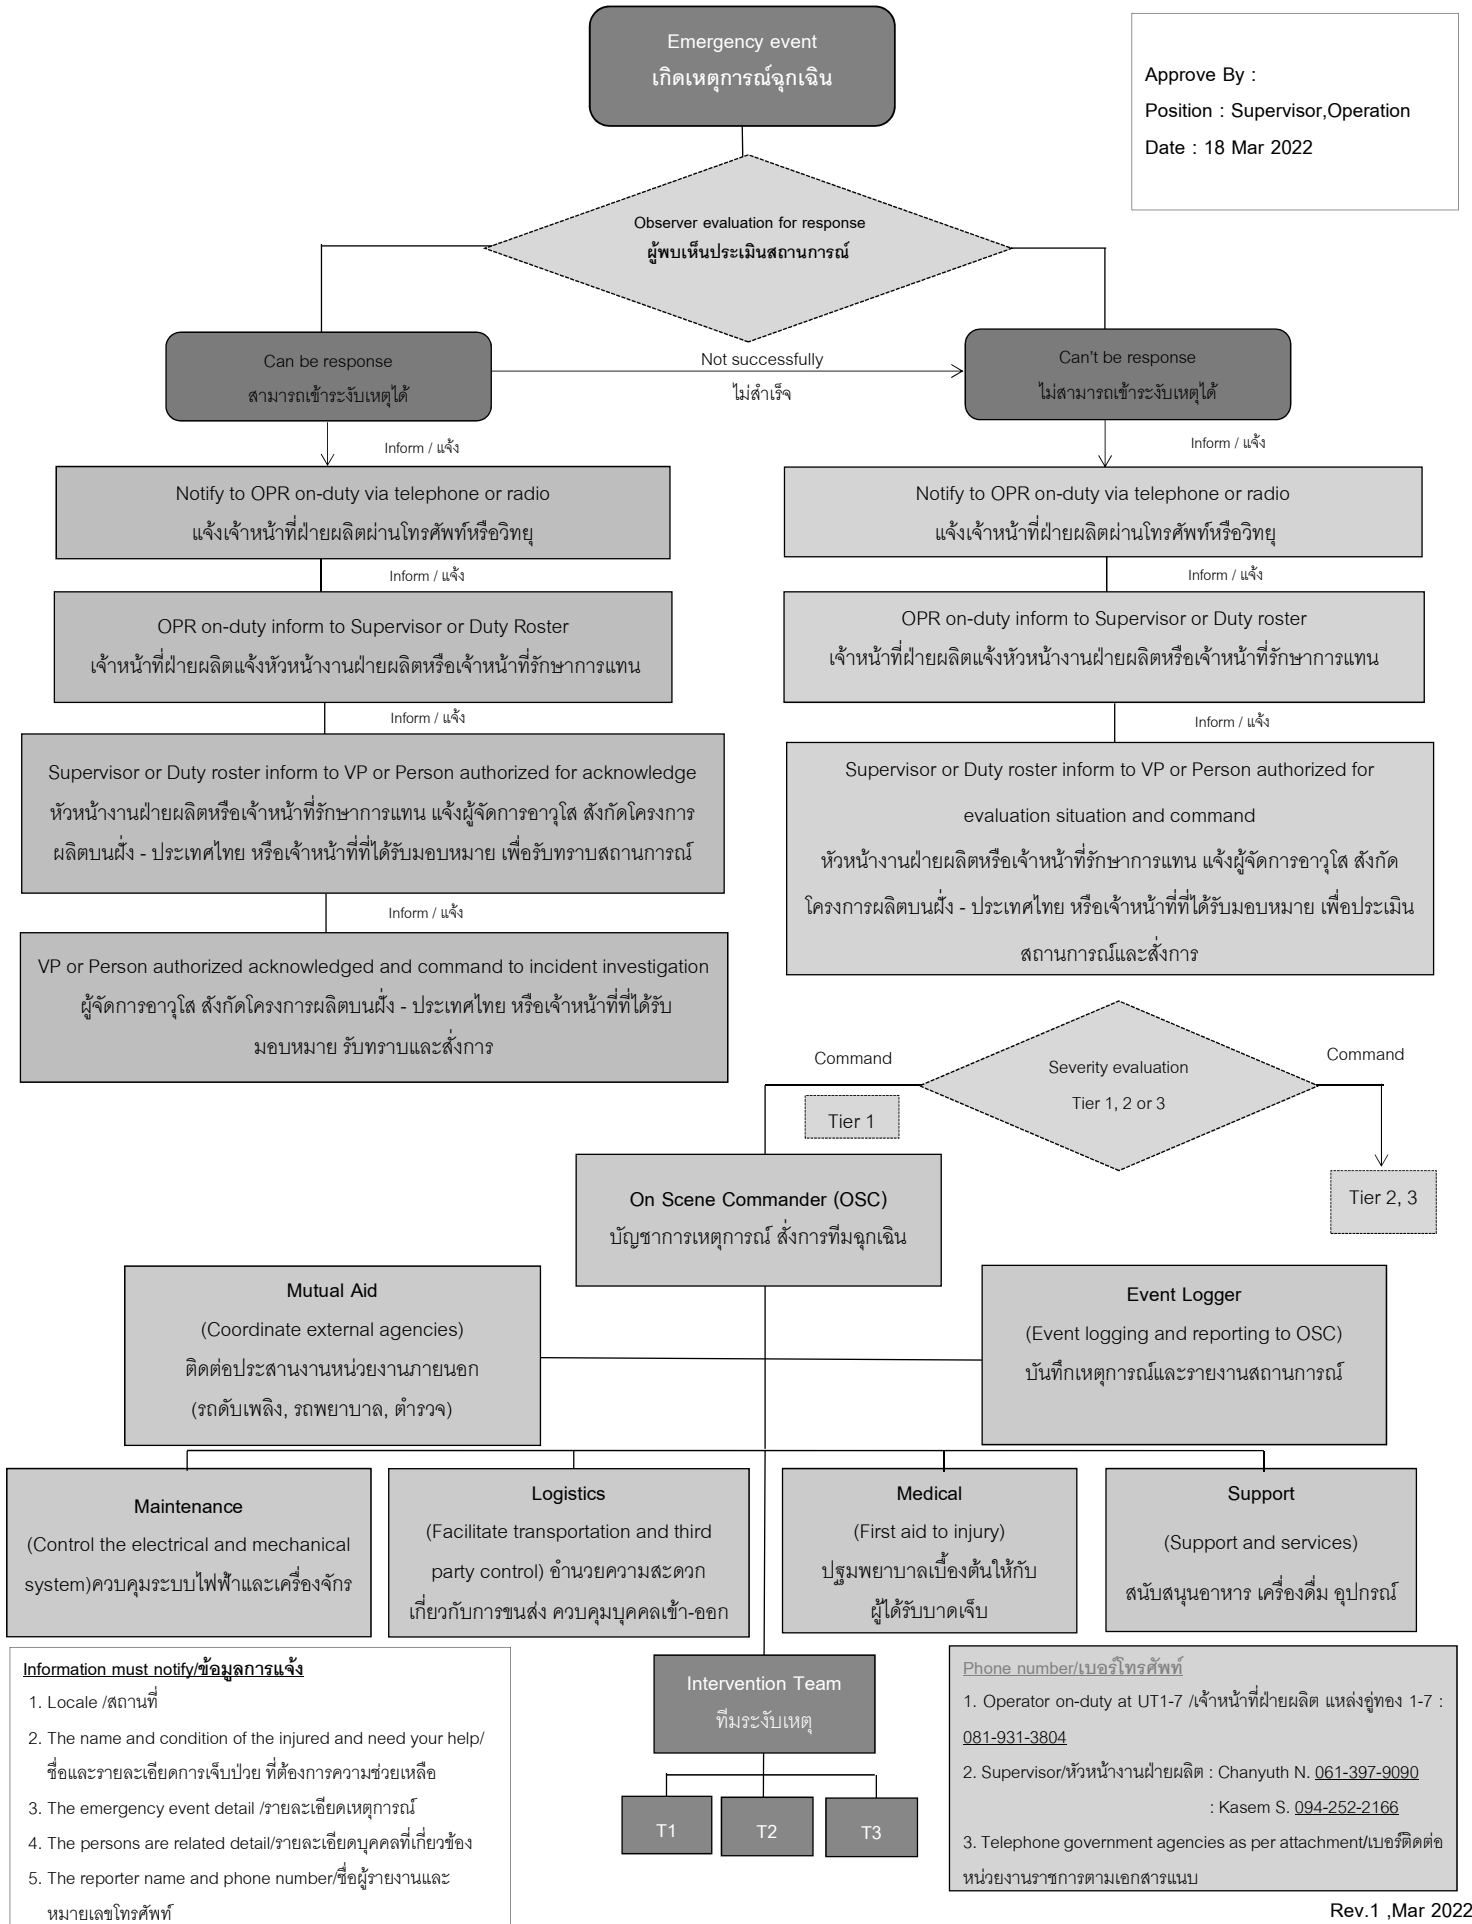 Emergency event
เกิดเหตุการณ์ฉุกเฉิน
Approve By :
Position : Supervisor,Operation
Date : 18 Mar 2022
Observer evaluation for response
ผู้พบเห็นประเมินสถานการณ์
Can be response
สามารถเข้าระงับเหตุได้
Not successfully
ไม่สำเร็จ
Can't be response
ไม่สามารถเข้าระงับเหตุได้
Inform / แจ้ง
Inform / แจ้ง
Notify to OPR on-duty via telephone or radio
แจ้งเจ้าหน้าที่ฝ่ายผลิตผ่านโทรศัพท์หรือวิทยุ
Notify to OPR on-duty via telephone or radio
แจ้งเจ้าหน้าที่ฝ่ายผลิตผ่านโทรศัพท์หรือวิทยุ
Inform / แจ้ง
Inform / แจ้ง
OPR on-duty inform to Supervisor or Duty Roster
เจ้าหน้าที่ฝ่ายผลิตแจ้งหัวหน้างานฝ่ายผลิตหรือเจ้าหน้าที่รักษาการแทน
OPR on-duty inform to Supervisor or Duty roster
เจ้าหน้าที่ฝ่ายผลิตแจ้งหัวหน้างานฝ่ายผลิตหรือเจ้าหน้าที่รักษาการแทน
Inform / แจ้ง
Inform / แจ้ง
Supervisor or Duty roster inform to VP or Person authorized for acknowledge
หัวหน้างานฝ่ายผลิตหรือเจ้าหน้าที่รักษาการแทน แจ้งผู้จัดการอาวุโส สังกัดโครงการ
ผลิตบนฝั่ง - ประเทศไทย หรือเจ้าหน้าที่ที่ได้รับมอบหมาย เพื่อรับทราบสถานการณ์
Supervisor or Duty roster inform to VP or Person authorized for
evaluation situation and command
หัวหน้างานฝ่ายผลิตหรือเจ้าหน้าที่รักษาการแทน แจ้งผู้จัดการอาวุโส สังกัด
โครงการผลิตบนฝั่ง - ประเทศไทย หรือเจ้าหน้าที่ที่ได้รับมอบหมาย เพื่อประเมิน
สถานการณ์และสั่งการ
Inform / แจ้ง
VP or Person authorized acknowledged and command to incident investigation
ผู้จัดการอาวุโส สังกัดโครงการผลิตบนฝั่ง - ประเทศไทย หรือเจ้าหน้าที่ที่ได้รับ
มอบหมาย รับทราบและสั่งการ
Command
Severity evaluation
Tier 1, 2 or 3
Command
Tier 1
Tier 2, 3
On Scene Commander (OSC)
บัญชาการเหตุการณ์ สั่งการทีมฉุกเฉิน
Mutual Aid
(Coordinate external agencies)
ติดต่อประสานงานหน่วยงานภายนอก
(รถดับเพลิง, รถพยาบาล, ตำรวจ)
Event Logger
(Event logging and reporting to OSC)
บันทึกเหตุการณ์และรายงานสถานการณ์
Maintenance
(Control the electrical and mechanical
system)ควบคุมระบบไฟฟ้าและเครื่องจักร
Logistics
(Facilitate transportation and third
party control) อำนวยความสะดวก
เกี่ยวกับการขนส่ง ควบคุมบุคคลเข้า-ออก
Medical
(First aid to injury)
ปฐมพยาบาลเบื้องต้นให้กับ
ผู้ได้รับบาดเจ็บ
Support
(Support and services)
สนับสนุนอาหาร เครื่องดื่ม อุปกรณ์
Information must notify/ข้อมูลการแจ้ง
1. Locale /สถานที่
2. The name and condition of the injured and need your help/
ชื่อและรายละเอียดการเจ็บป่วย ที่ต้องการความช่วยเหลือ
3. The emergency event detail /รายละเอียดเหตุการณ์
4. The persons are related detail/รายละเอียดบุคคลที่เกี่ยวข้อง
5. The reporter name and phone number/ชื่อผู้รายงานและ
หมายเลขโทรศัพท์
Intervention Team
ทีมระงับเหตุ
T1
T2
T3
Phone number/เบอร์โทรศัพท์
1. Operator on-duty at UT1-7 /เจ้าหน้าที่ฝ่ายผลิต แหล่งอู่ทอง 1-7 :
081-931-3804
2. Supervisor/หัวหน้างานฝ่ายผลิต : Chanyuth N. 061-397-9090
: Kasem S. 094-252-2166
3. Telephone government agencies as per attachment/เบอร์ติดต่อ
หน่วยงานราชการตามเอกสารแนบ
Rev.1 ,Mar 2022